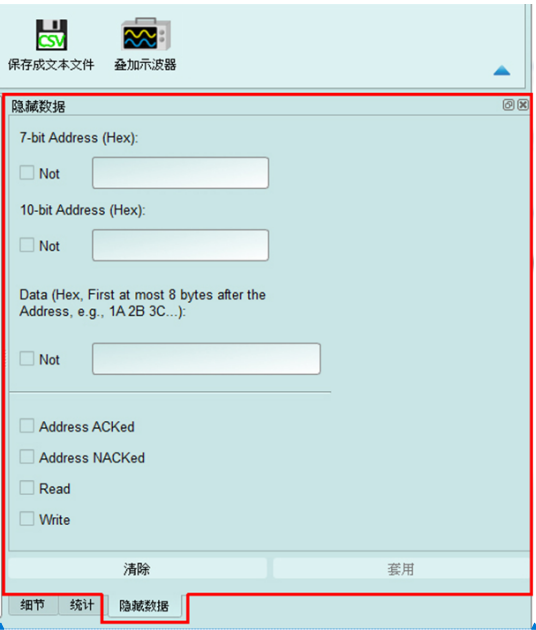 CSV
保存成文本文件
叠加示波器
隐藏数据
7-bit Address (Hex):
Not
10-bit Address (Hex):
Not
Data (Hex, First at most 8 bytes after the
Address, e.g., 1A 2B 3C...):
Not
Address ACKed
Address NACKed
Read
Write
清除 套用
细节 统计 隐藏数据